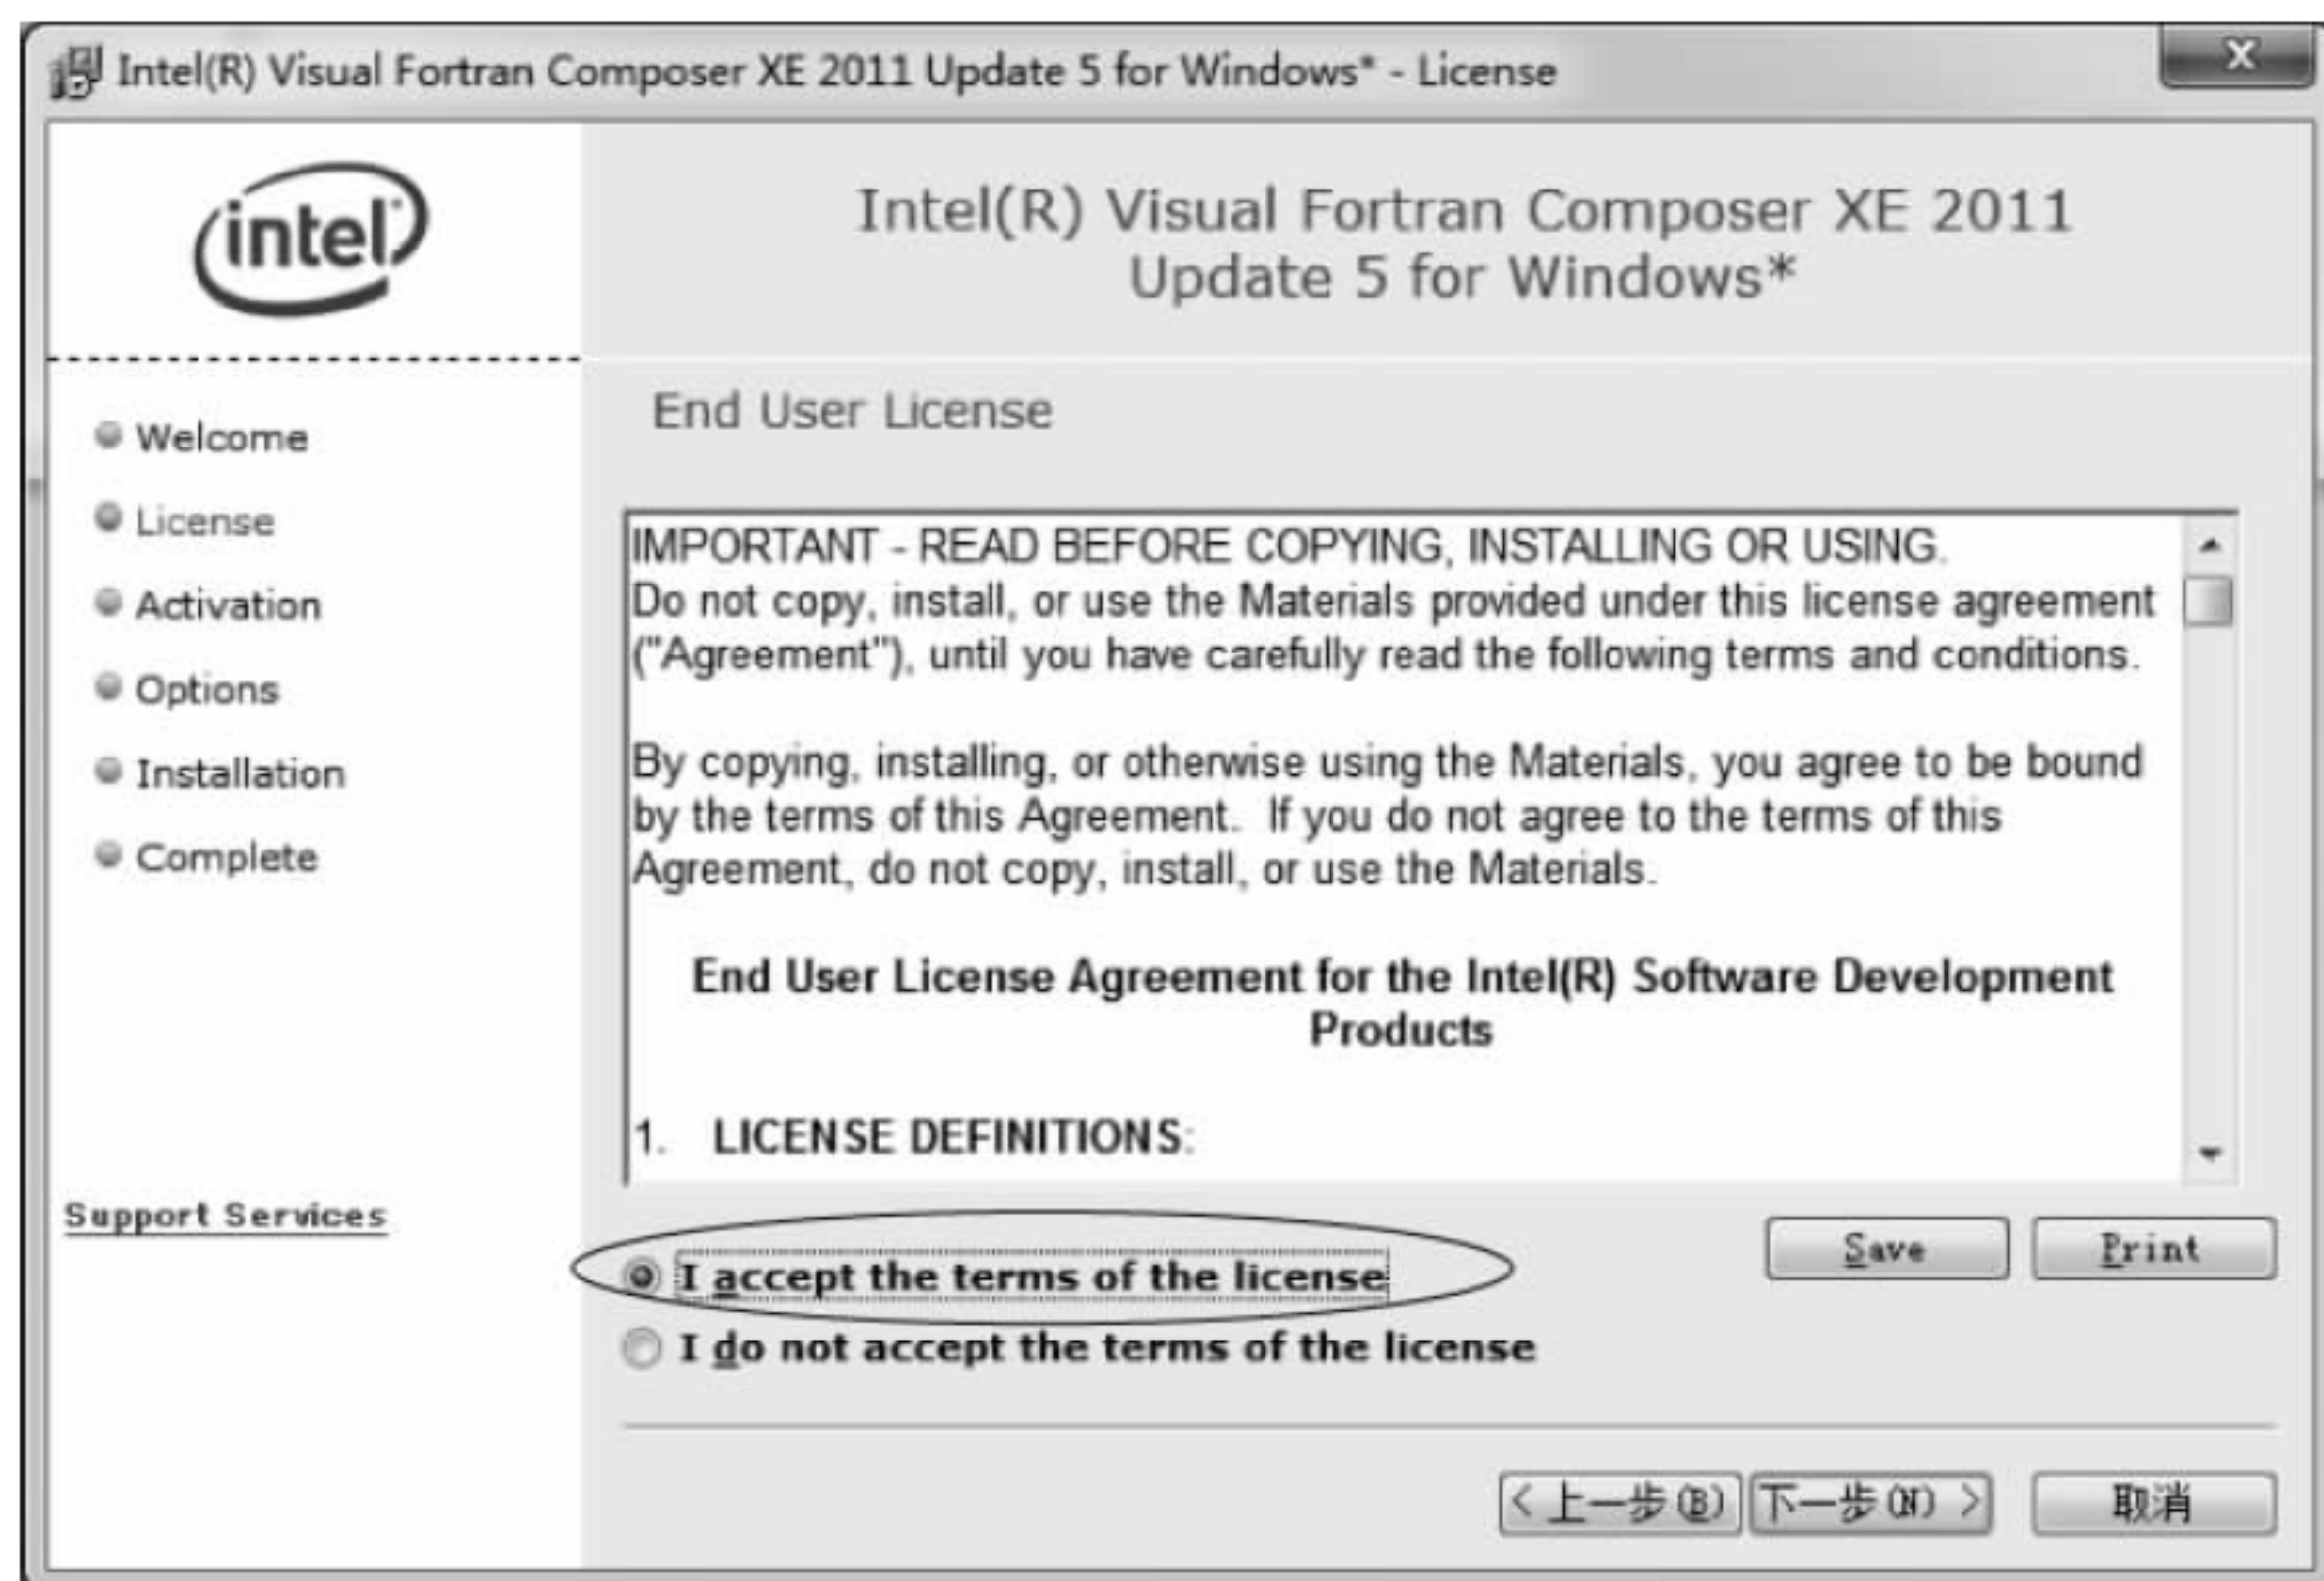 Intel(R) Visual Fortran Composer XE 2011 Update 5 for Windows* - License
x
intel
Intel(R) Visual Fortran Composer XE 2011
Update 5 for Windows*
Welcome
License
Activation
Options
Installation
Complete
Support Services
End User License
IMPORTANT - READ BEFORE COPYING, INSTALLING OR USING.
Do not copy, install, or use the Materials provided under this license agreement
("Agreement"), until you have carefully read the following terms and conditions.
By copying, installing, or otherwise using the Materials, you agree to be bound
by the terms of this Agreement.  If you do not agree to the terms of this
Agreement, do not copy, install, or use the Materials.
End User License Agreement for the Intel(R) Software Development
Products
1. LICENSE DEFINITIONS:
I accept the terms of the license
Save
Print
I do not accept the terms of the license
< 上一步(B)
下一步(N) >
取消